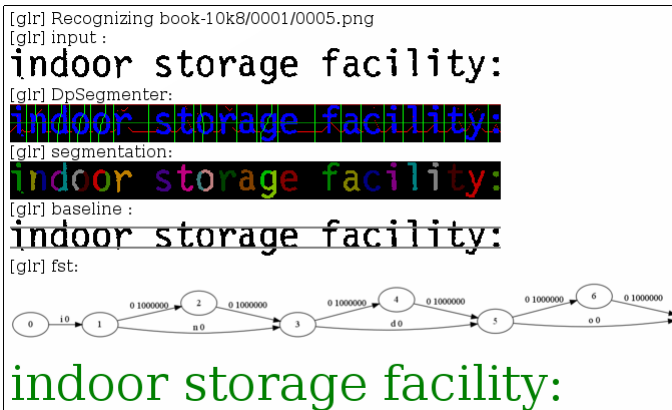 [glr] Recognizing book-10k8/0001/0005.png
[glr] input :
indoor storage facility:
[glr] DpSegmenter:
indoor storage facility:
[glr] segmentation:
indoor storage facility:
[glr] baseline :
indoor storage facility:
[glr] fst:
0 1000000 2 0 1000000 0 1000000 4 0 1000000 0 1000000 6 0 1000000
0 i 0 1 n 0 3 d 0 5 o 0
indoor storage facility: